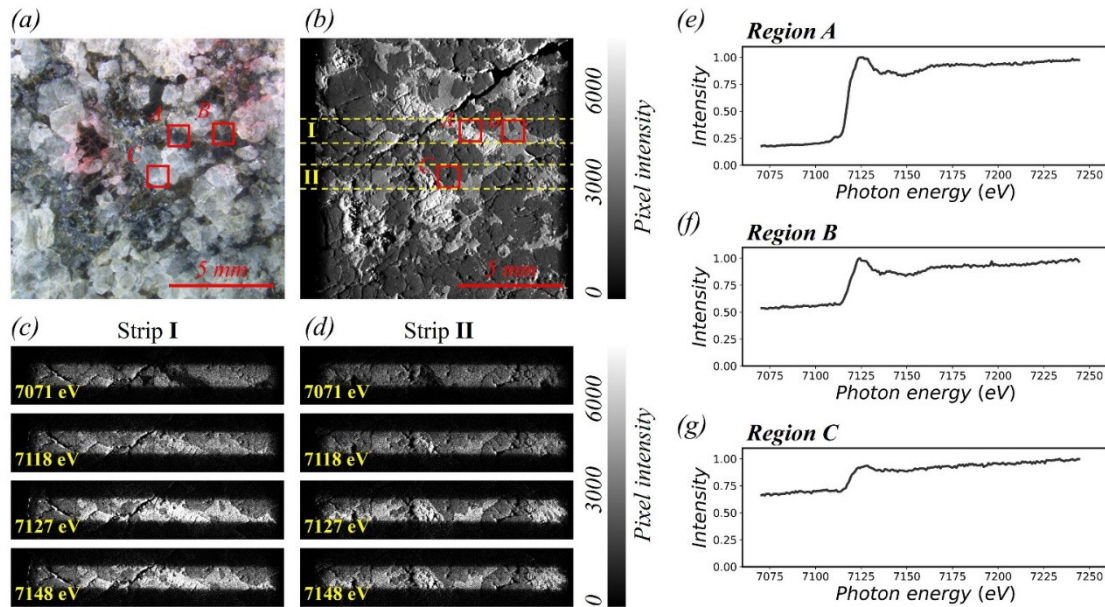 (a)
A
B
C
5 mm
(b)
I
II
A
B
C
5 mm
6000
3000
0
Pixel intensity
(c)
Strip I
7071 eV
7118 eV
7127 eV
7148 eV
(d)
Strip II
7071 eV
7118 eV
7127 eV
7148 eV
6000
3000
0
Pixel intensity
(e)
Region A
1.00
0.75
0.50
0.25
0.00
Intensity
7075 7100 7125 7150 7175 7200 7225 7250
Photon energy (eV)
(f)
Region B
1.00
0.75
0.50
0.25
0.00
Intensity
7075 7100 7125 7150 7175 7200 7225 7250
Photon energy (eV)
(g)
Region C
1.00
0.75
0.50
0.25
0.00
Intensity
7075 7100 7125 7150 7175 7200 7225 7250
Photon energy (eV)